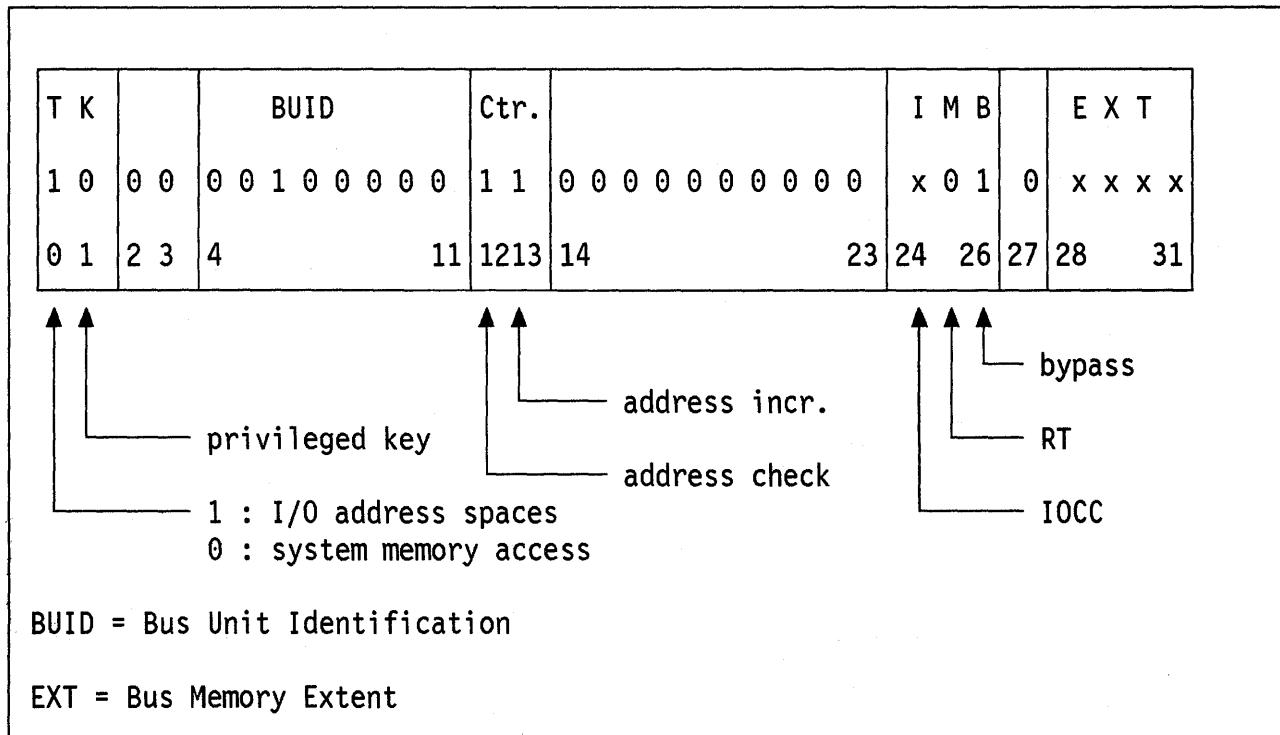 T K BUID Ctr. I M B E X T
1 0 0 0 0 0 1 0 0 0 0 0 1 1 0 0 0 0 0 0 0 0 0 0 x 0 1 0 x x x x
0 1 2 3 4 11 12 13 14 23 24 26 27 28 31
bypass
address incr.
privileged key RT
address check
1 : I/O address spaces IOCC
0 : system memory access
BUID = Bus Unit Identification
EXT = Bus Memory Extent